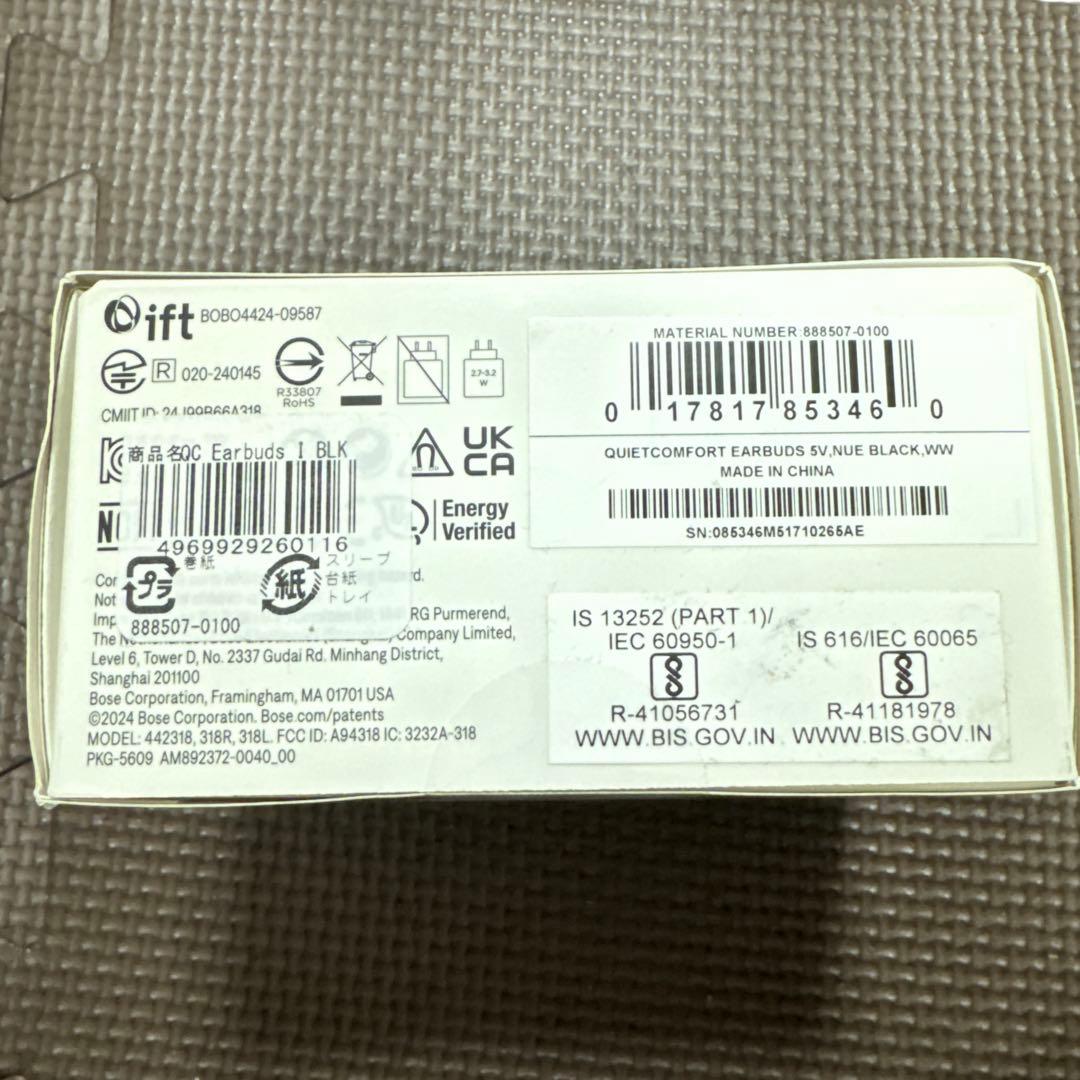 ift BOBO4424-09587
R 020-240145
R33807
RoHS
2.7-3.2
W
CMIIT ID: 24J99B66A318
商品名QC Earbuds I BLK
4969929260116
プラ
巻紙
紙
スリーブ
台紙
トレイ
888507-0100
UK
CA
Energy
Verified
RG Purmerend,
The Company Limited,
Level 6, Tower D, No. 2337 Gudai Rd. Minhang District,
Shanghai 201100
Bose Corporation, Framingham, MA 01701 USA
©2024 Bose Corporation. Bose.com/patents
MODEL: 442318, 318R, 318L. FCC ID: A94318 IC: 3232A-318
PKG-5609 AM892372-0040_00
MATERIAL NUMBER:888507-0100
0 17817 85346 0
QUIETCOMFORT EARBUDS 5V,NUE BLACK,WW
MADE IN CHINA
SN:085346M51710265AE
IS 13252 (PART 1)/
IEC 60950-1
R-41056731
WWW.BIS.GOV.IN
IS 616/IEC 60065
R-41181978
WWW.BIS.GOV.IN